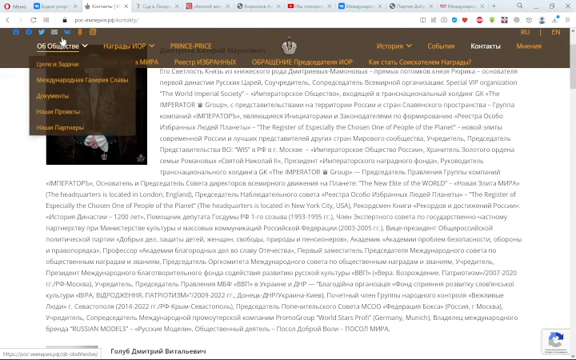 Меню
Контакты
рос-империя.рф/контакты/
RU | EN
Об Обществе
Награды ИОР
PRINCE-PRICE
История
События
Контакты
Мнения
Реестр ИЗБРАННЫХ
ОБРАЩЕНИЕ Председателя ИОР
Как стать Соискателем Награды?
Цели и Задачи
Международная Галерея Славы
Документы
Наши Проекты
Наши Партнеры
Его Светлость Князь из княжеского рода Дмитриевых-Мамоновых – прямых потомков князя Рюрика – основателя
первой династии Русских Царей, Соучредитель, Сопредседатель Всемирной организации: Special VIP organization
"The World Imperial Society" – «Императорское Общество», входящей в транснациональный холдинг GK «The
IMPERATOR ♛ Group», с представительствами на территории России и стран Славянского пространства – Группа
компаний «ІМПЕРАТОРЪ», являющиеся Инициаторами и Законодателями по формированию «Реестра Особо
Избранных Людей Планеты» – "The Register of Especially the Chosen One of the People of Planet" – новой элиты
современной России и лучших представителей других стран Мирового сообщества, Учредитель, Председатель
Представительства ВО: "WIS" в РФ в г. Москве – «Императорское Общество России», Хранитель Золотого ордена
семьи Романовых «Святой Николай II», Президент «Императорского наградного фонда», Руководитель
транснационального холдинга GK «The IMPERATOR ♛ Group» – Председатель Правления Группы компаний
«ІМПЕРАТОРЪ», Основатель и Председатель Совета директоров всемирного движения на Планете: "The New Elite of the WORLD" – «Новая Элита МИРА»
(The headquarters is located in London, England), Председатель Наблюдательного совета «Реестра Особо Избранных Людей Планеты» – (The Register of
Especially the Chosen One of People of the Planet" (The headquarters is located in New York City, USA), Рекордсмен Книги «Рекордов и достижений России»:
«История Династии – 1200 лет», Помощник депутата Госдумы РФ 1-го созыва (1993-1995 гг.), Член Экспертного совета по государственно-частному
партнерству при Министерстве культуры и массовых коммуникаций Российской Федерации (2003-2005 гг.), Вице-президент Общероссийской
политической партий «Добрых дел, защиты детей, женщин, свободы, природы и пенсионеров», Академик «Академии проблем безопасности, обороны
и правопорядка», Профессор «Академии благородных дел во славу Отечества», Первый заместитель Председателя Международного совета по
общественным наградам и званиям, Председатель Оргкомитета Международного совета по общественным наградам и званиям, Учредитель,
Президент Международного благотворительного фонда содействия развитию русской культуры «ВВП» («Вера. Возрождение. Патриотизм»/2007-2020
гг./РФ-Москва), Учредитель, Председатель Правления МБФ «ВВП» в Украине и ДНР — "Благодійна організація «Фонд сприяння розвитку слов'янської
культури» «ВІРА. ВІДРОДЖЕННЯ. ПАТРІОТИЗМ»"/2009-2022 гг., Донецк-ДНР/Украина-Киев), Почетный член Группы народного контроля «Вежливые
Люди» г. Севастополя (2014-2022 гг./РФ-Крым-Севастополь), Председатель Попечительского Совета МСОО «Федерация Бокса» (Россия, г. Москва),
Учредитель, Сопредседатель Международной промоутерской компании PromoGroup "World Stars Profi" (Germany, Munich), Владелец международного
бренда "RUSSIAN MODELS" – «Русские Модели», Общественный деятель – Посол Доброй Воли – ПОСОЛ МИРА.
Голуб Дмитрий Витальевич